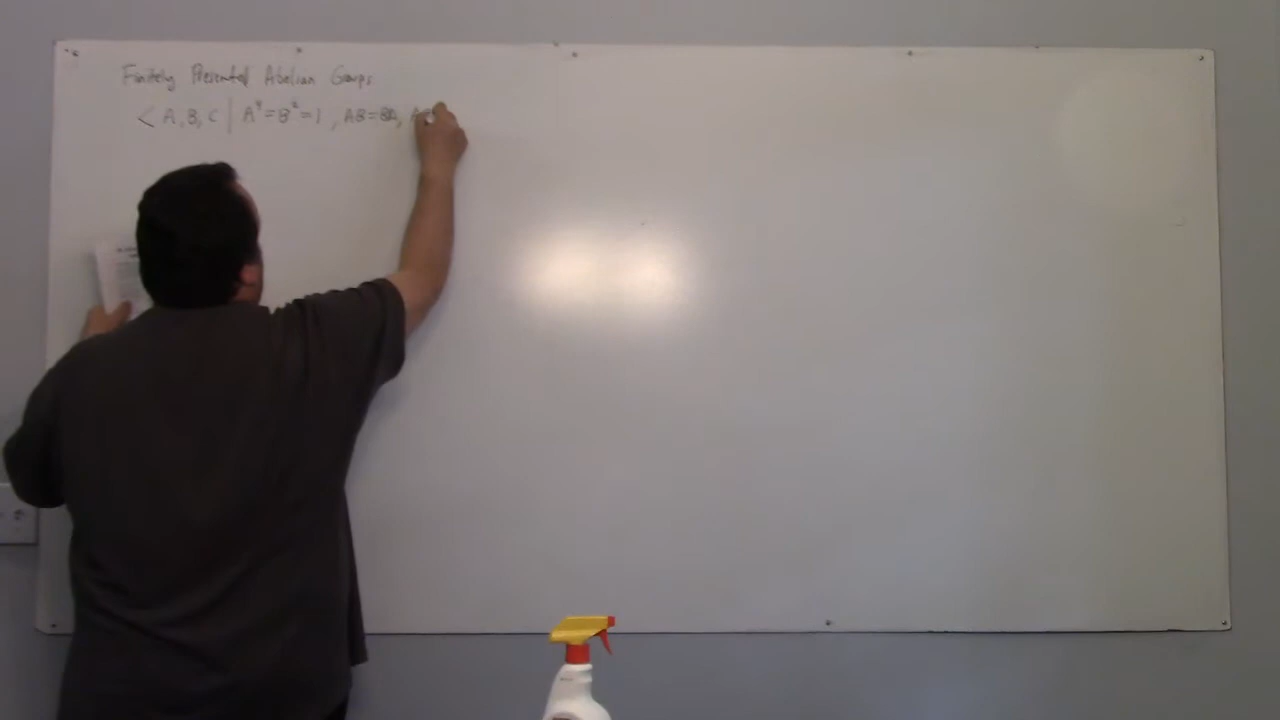 Finitely Presented Abelian Groups
< A, B, C | A⁴ = B² = 1, AB=BA, A